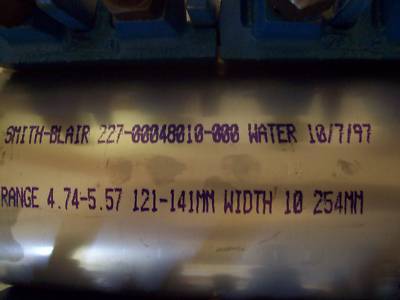 SMITH-BLAIR 227-00048010-000 WATER 10/7/97
RANGE 4.74-5.57 121-141MM WIDTH 10 254MM